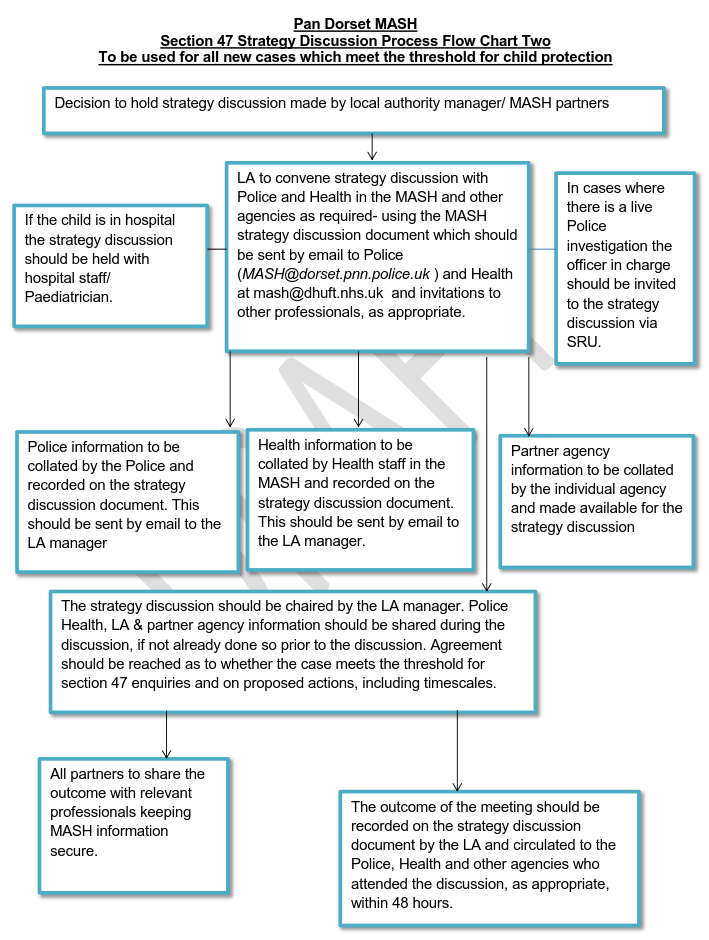 Pan Dorset MASH
Section 47 Strategy Discussion Process Flow Chart Two
To be used for all new cases which meet the threshold for child protection
Decision to hold strategy discussion made by local authority manager/ MASH partners
LA to convene strategy discussion with
Police and Health in the MASH and other
agencies as required- using the MASH
strategy discussion document which should
be sent by email to Police
(MASH@dorset.pnn.police.uk ) and Health
at mash@dhuft.nhs.uk  and invitations to
other professionals, as appropriate.
If the child is in hospital
the strategy discussion
should be held with
hospital staff/
Paediatrician.
In cases where
there is a live
Police
investigation the
officer in charge
should be invited
to the strategy
discussion via
SRU.
Police information to be
collated by the Police and
recorded on the strategy
discussion document. This
should be sent by email to the
LA manager
Health information to be
collated by Health staff in the
MASH and recorded on the
strategy discussion document.
This should be sent by email to
the LA manager.
Partner agency
information to be collated
by the individual agency
and made available for the
strategy discussion
The strategy discussion should be chaired by the LA manager. Police
Health, LA & partner agency information should be shared during the
discussion, if not already done so prior to the discussion. Agreement
should be reached as to whether the case meets the threshold for
section 47 enquiries and on proposed actions, including timescales.
All partners to share the
outcome with relevant
professionals keeping
MASH information
secure.
The outcome of the meeting should be
recorded on the strategy discussion
document by the LA and circulated to the
Police, Health and other agencies who
attended the discussion, as appropriate,
within 48 hours.